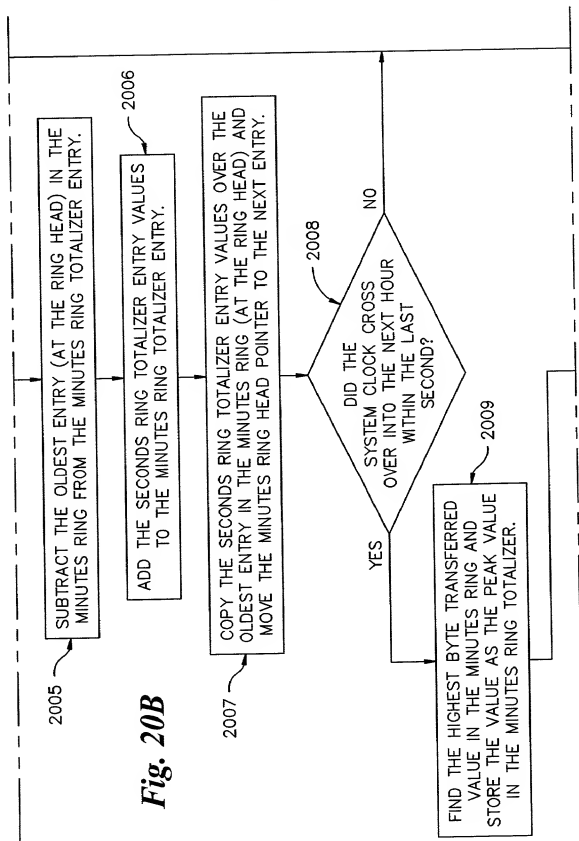 SUBTRACT THE OLDEST ENTRY (AT THE RING HEAD) IN THE
MINUTES RING FROM THE MINUTES RING TOTALIZER ENTRY.
2005
ADD THE SECONDS RING TOTALIZER ENTRY VALUES
TO THE MINUTES RING TOTALIZER ENTRY.
2006
Fig. 20B
COPY THE SECONDS RING TOTALIZER ENTRY VALUES OVER THE
OLDEST ENTRY IN THE MINUTES RING (AT THE RING HEAD) AND
MOVE THE MINUTES RING HEAD POINTER TO THE NEXT ENTRY.
2007
DID THE
SYSTEM CLOCK CROSS
OVER INTO THE NEXT HOUR
WITHIN THE LAST
SECOND?
2008
NO
YES
2009
FIND THE HIGHEST BYTE TRANSFERRED
VALUE IN THE MINUTES RING AND
STORE THE VALUE AS THE PEAK VALUE
IN THE MINUTES RING TOTALIZER.